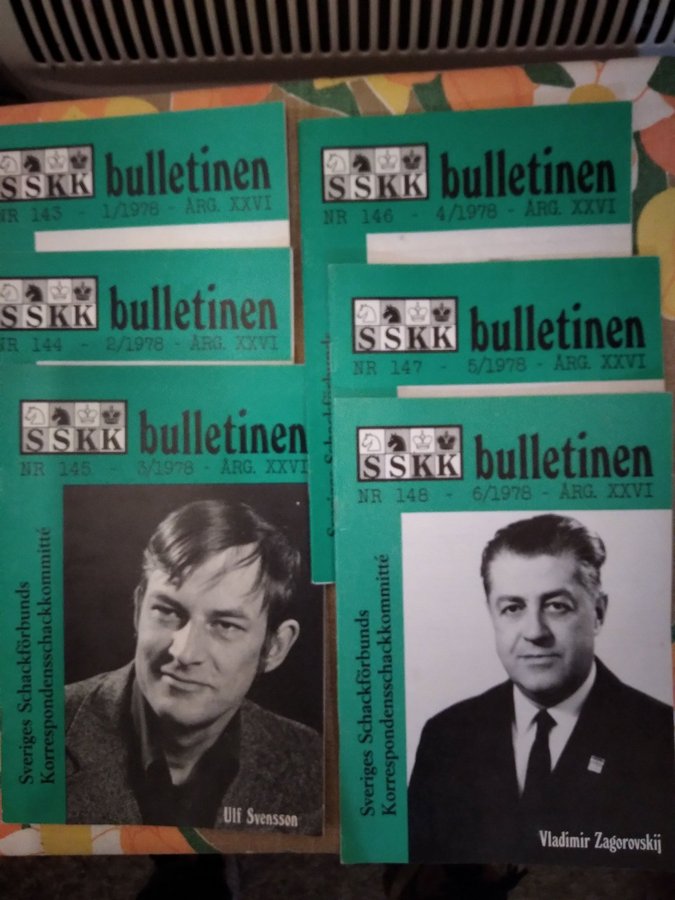 SSKK bulletinen
NR 143 - 1/1978 - ÅRG. XXVI
SSKK bulletinen
NR 144 - 2/1978 - ÅRG. XXVI
SSKK bulletinen
NR 145 - 3/1978 - ÅRG. XXVI
Sveriges Schackförbunds
Korrespondensschackkommitté
Ulf Svensson
SSKK bulletinen
NR 146 - 4/1978 - ÅRG. XXVI
SSKK bulletinen
NR 147 - 5/1978 - ÅRG. XXVI
SSKK bulletinen
NR 148 - 6/1978 - ÅRG. XXVI
Sveriges Schackförbunds
Korrespondensschackkommitté
Vladimir Zagorovskij